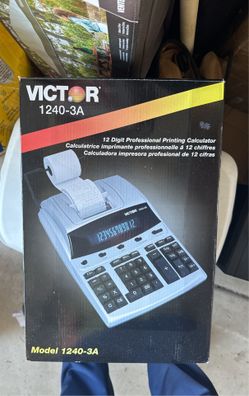 VICTOR
1240-3A
12 Digit Professional Printing Calculator
Calculatrice imprimante professionnelle à 12 chiffres
Calculadora impresora profesional de 12 cifras
VICTOR
Model 1240-3A